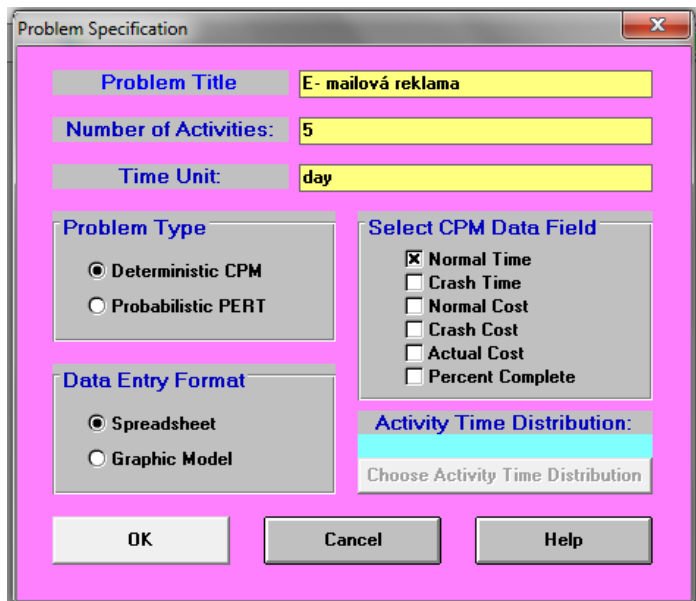 Problem Specification
Problem Title
E- mailová reklama
Number of Activities:
5
Time Unit:
day
Problem Type
Deterministic CPM
Probabilistic PERT
Select CPM Data Field
Normal Time
Crash Time
Normal Cost
Crash Cost
Actual Cost
Percent Complete
Data Entry Format
Spreadsheet
Graphic Model
Activity Time Distribution:
Choose Activity Time Distribution
OK
Cancel
Help